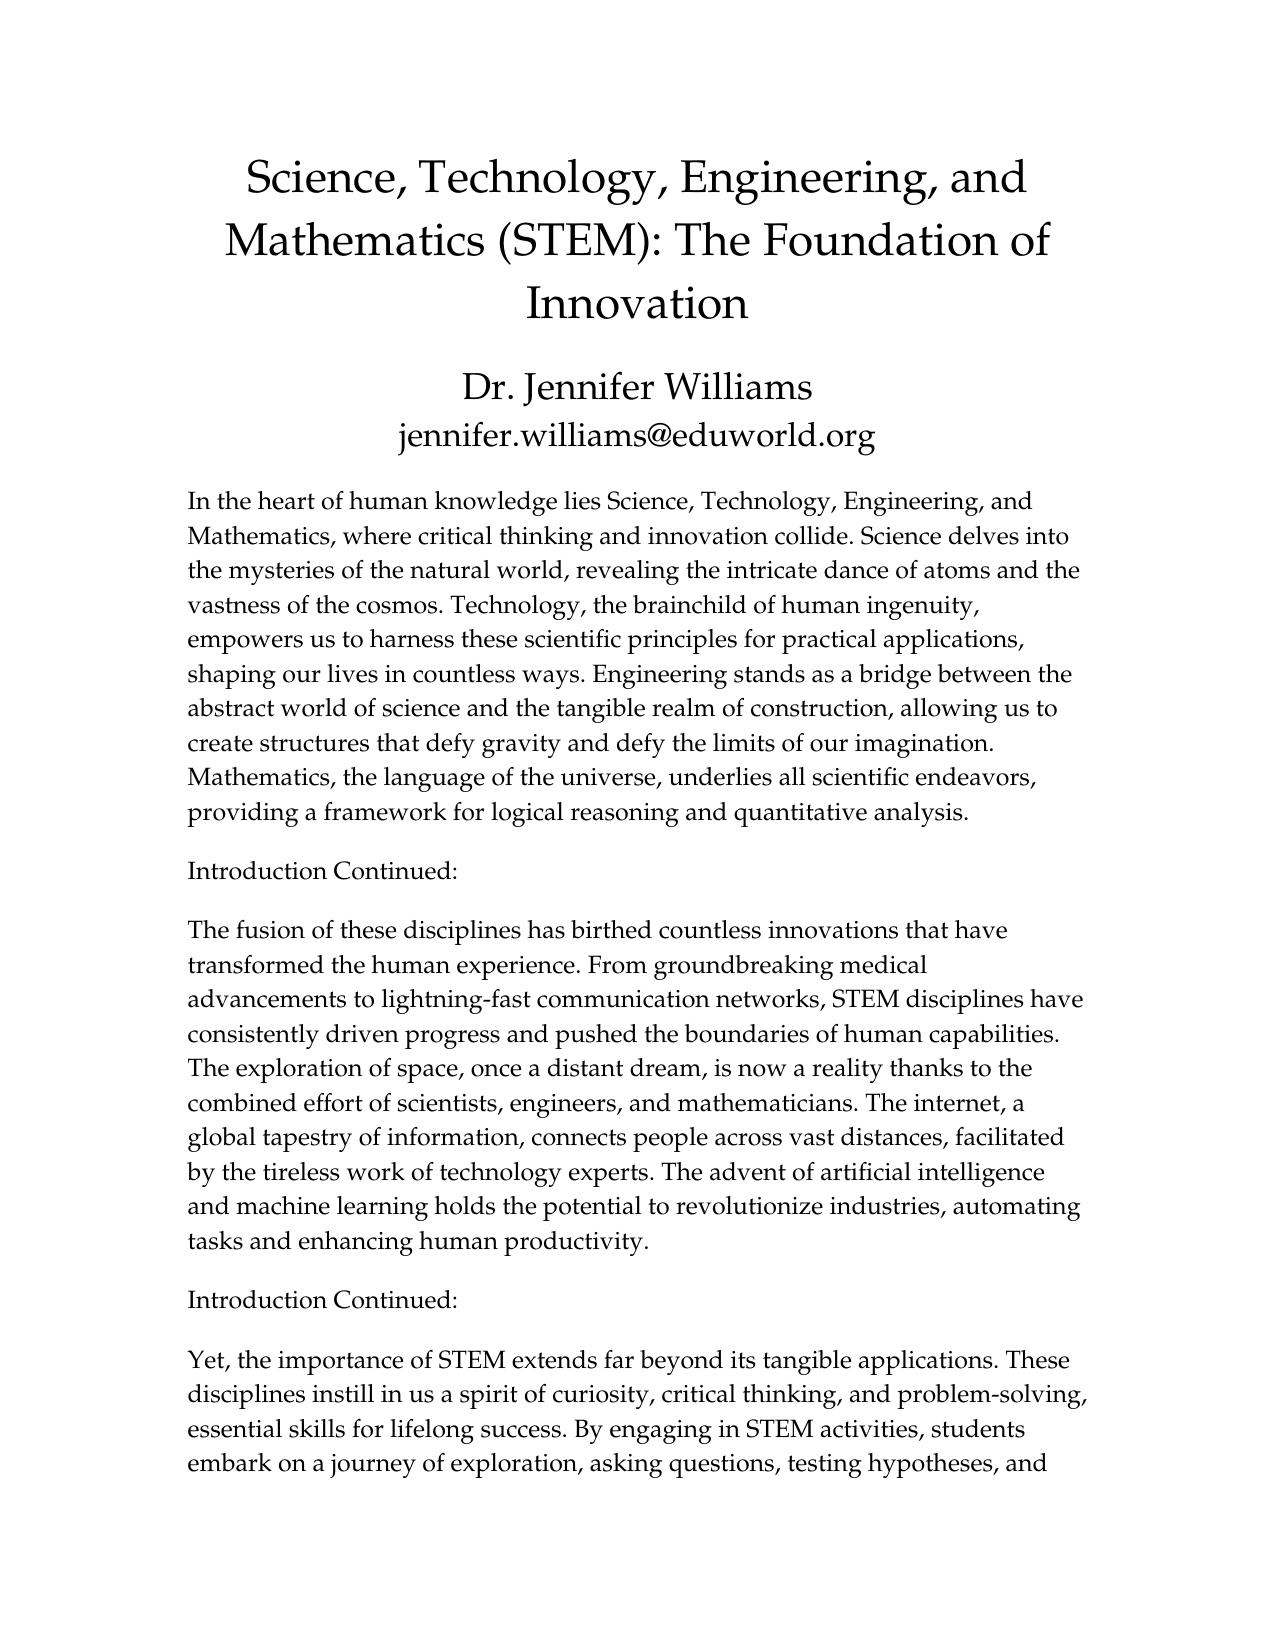 Science, Technology, Engineering, and
Mathematics (STEM): The Foundation of
Innovation
Dr. Jennifer Williams
jennifer.williams@eduworld.org
In the heart of human knowledge lies Science, Technology, Engineering, and
Mathematics, where critical thinking and innovation collide. Science delves into
the mysteries of the natural world, revealing the intricate dance of atoms and the
vastness of the cosmos. Technology, the brainchild of human ingenuity,
empowers us to harness these scientific principles for practical applications,
shaping our lives in countless ways. Engineering stands as a bridge between the
abstract world of science and the tangible realm of construction, allowing us to
create structures that defy gravity and defy the limits of our imagination.
Mathematics, the language of the universe, underlies all scientific endeavors,
providing a framework for logical reasoning and quantitative analysis.
Introduction Continued:
The fusion of these disciplines has birthed countless innovations that have
transformed the human experience. From groundbreaking medical
advancements to lightning-fast communication networks, STEM disciplines have
consistently driven progress and pushed the boundaries of human capabilities.
The exploration of space, once a distant dream, is now a reality thanks to the
combined effort of scientists, engineers, and mathematicians. The internet, a
global tapestry of information, connects people across vast distances, facilitated
by the tireless work of technology experts. The advent of artificial intelligence
and machine learning holds the potential to revolutionize industries, automating
tasks and enhancing human productivity.
Introduction Continued:
Yet, the importance of STEM extends far beyond its tangible applications. These
disciplines instill in us a spirit of curiosity, critical thinking, and problem-solving,
essential skills for lifelong success. By engaging in STEM activities, students
embark on a journey of exploration, asking questions, testing hypotheses, and